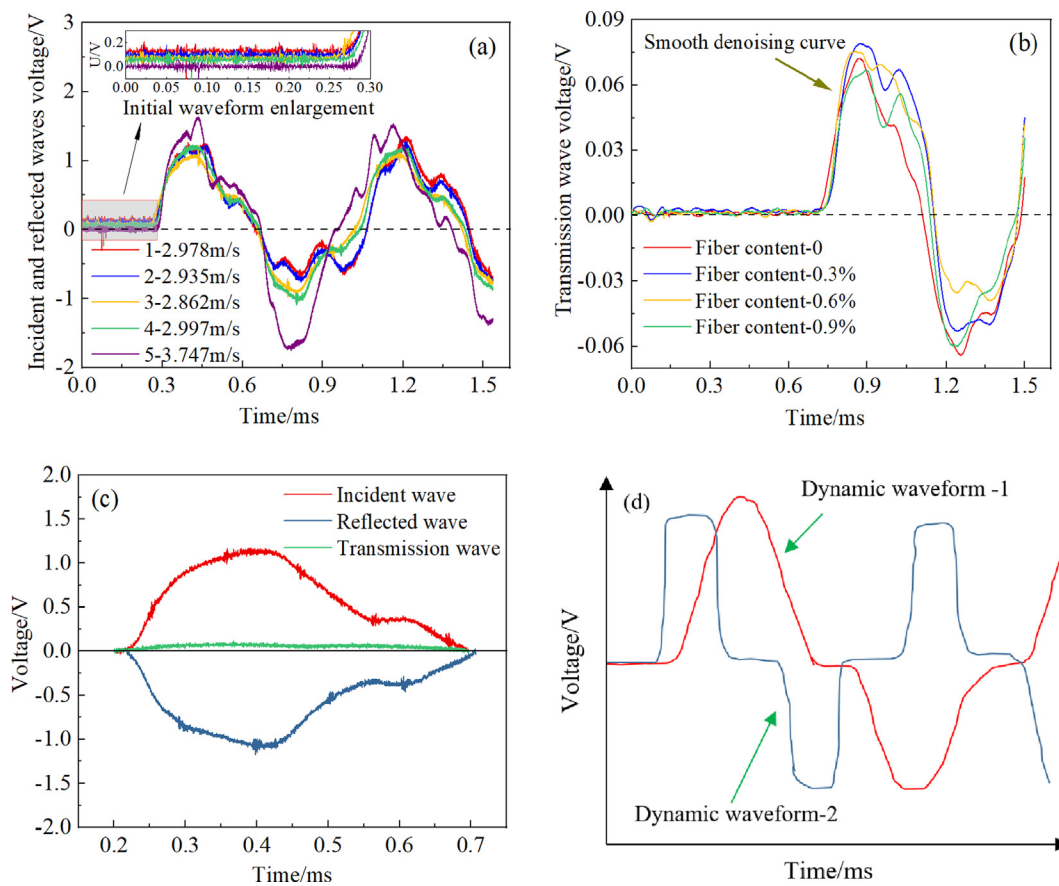 (a)
Incident and reflected waves voltage/V
3
2
1
0
-1
-2
U/V
0.2
0.0
0.00 0.05 0.10 0.15 0.20 0.25 0.30
Initial waveform enlargement
1-2.978m/s
2-2.935m/s
3-2.862m/s
4-2.997m/s
5-3.747m/s
0.0 0.3 0.6 0.9 1.2 1.5
Time/ms
(b)
Transmission wave voltage/V
0.09
0.06
0.03
0.00
-0.03
-0.06
Smooth denoising curve
Fiber content-0
Fiber content-0.3%
Fiber content-0.6%
Fiber content-0.9%
0.0 0.3 0.6 0.9 1.2 1.5
Time/ms
(c)
Voltage/V
2.0
1.5
1.0
0.5
0.0
-0.5
-1.0
-1.5
-2.0
Incident wave
Reflected wave
Transmission wave
0.2 0.3 0.4 0.5 0.6 0.7
Time/ms
(d)
Voltage/V
Dynamic waveform -1
Dynamic waveform-2
Time/ms